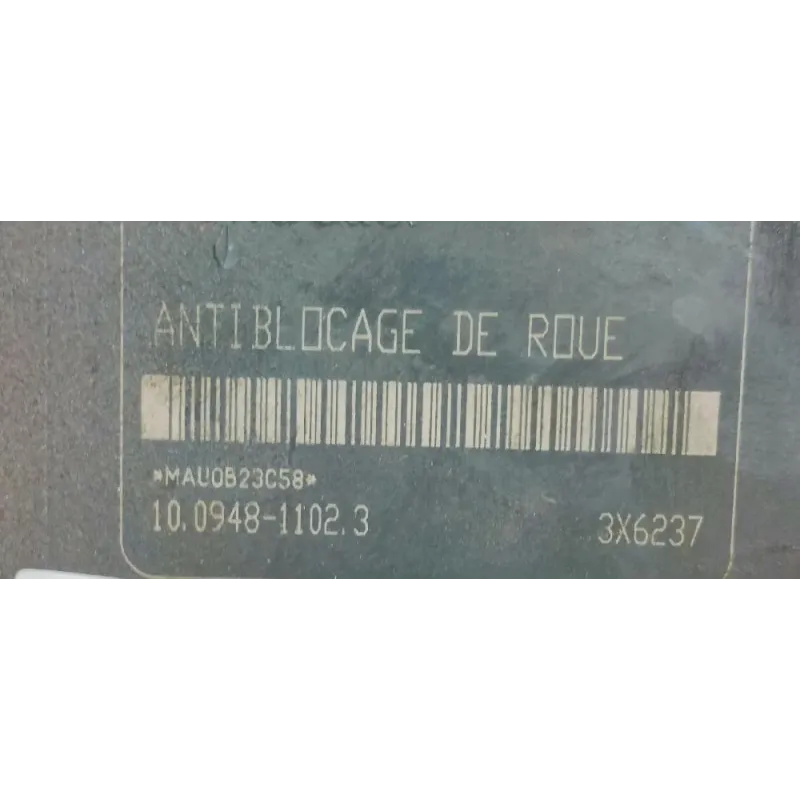 ANTIBLOCAGE DE ROUE
*MAU0B23C58*
10.0948-1102.3 3X6237